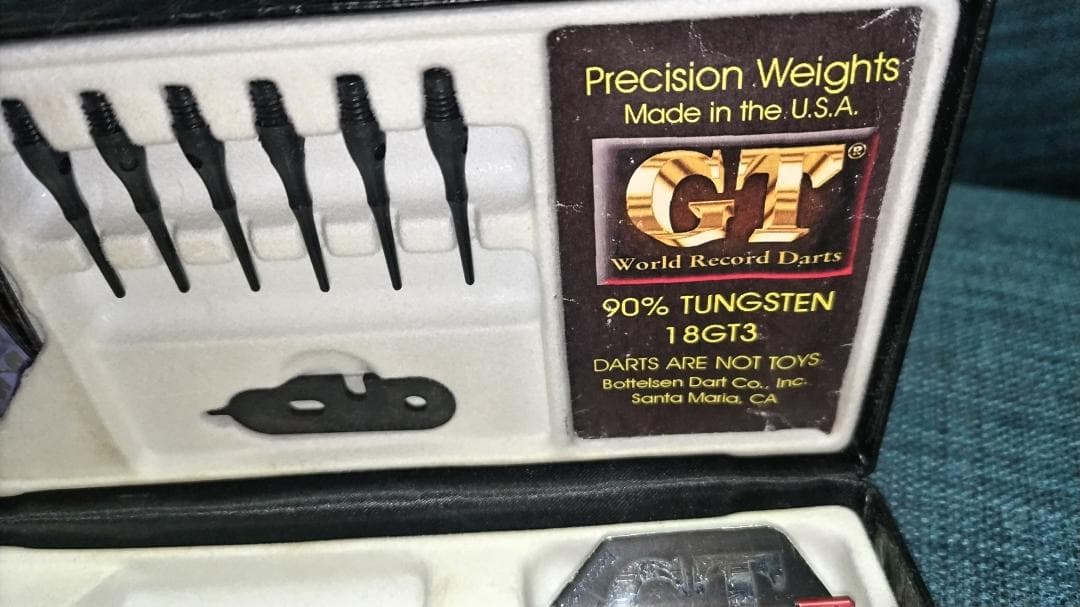 Precision Weights
Made in the U.S.A.
GT®
World Record Darts
90% TUNGSTEN
18GT3
DARTS ARE NOT TOYS
Bottelsen Dart Co., Inc.
Santa Maria, CA
GT